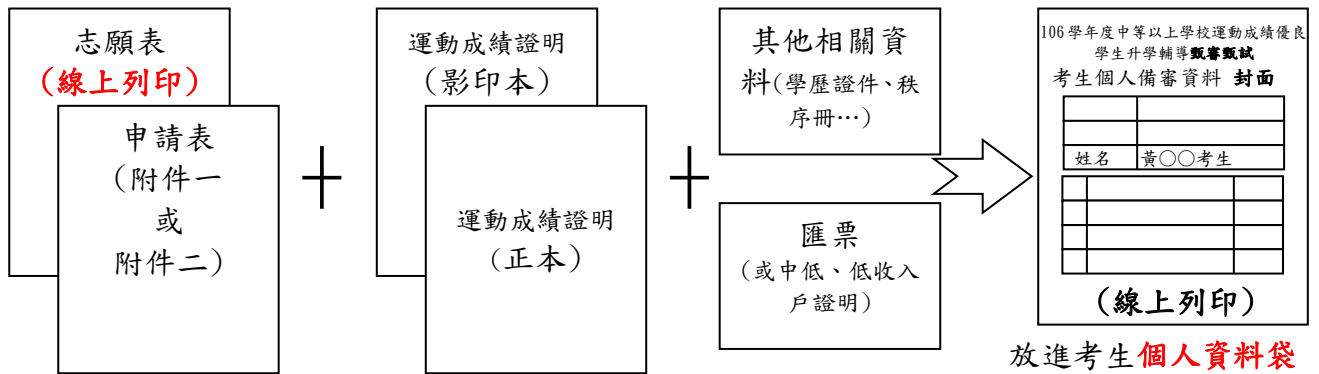 志願表
(線上列印)
申請表
(附件一
或
附件二)
運動成績證明
(影印本)
運動成績證明
(正本)
其他相關資
料(學歷證件、秩
序冊…)
匯票
(或中低、低收入
戶證明)
106學年度中等以上學校運動成績優良
學生升學輔導甄審甄試
考生個人備審資料 封面
姓名 黃○○考生
(線上列印)
放進考生個人資料袋